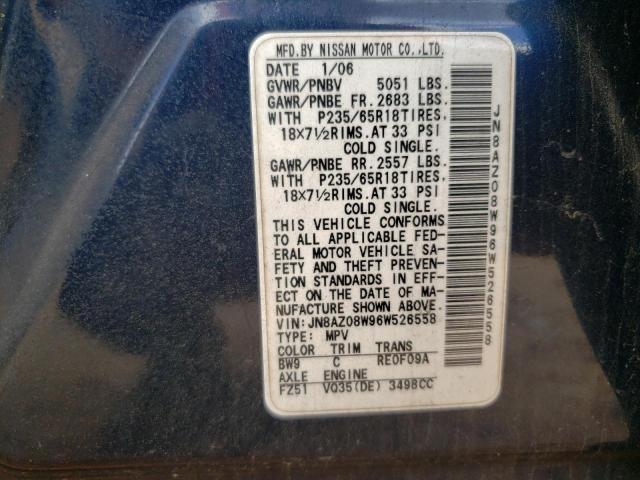 MFD.BY NISSAN MOTOR CO.,LTD.
DATE 1/06
GVWR/PNBV 5051 LBS.
GAWR/PNBE FR.2683 LBS.
WITH P235/65R18TIRES,
18X7½RIMS.AT 33 PSI
COLD SINGLE.
GAWR/PNBE RR.2557 LBS.
WITH P235/65R18TIRES,
18X7½RIMS.AT 33 PSI
COLD SINGLE.
THIS VEHICLE CONFORMS
TO ALL APPLICABLE FED-
ERAL MOTOR VEHICLE SA-
FETY AND THEFT PREVEN-
TION STANDARDS IN EFF-
ECT ON THE DATE OF MA-
NUFACTURE SHOWN ABOVE.
VIN:JN8AZ08W96W526558
TYPE: MPV
COLOR TRIM TRANS
BW9 C RE0F09A
AXLE ENGINE
FZ51 VQ35(DE) 3498CC
JN8AZ08W96W526558